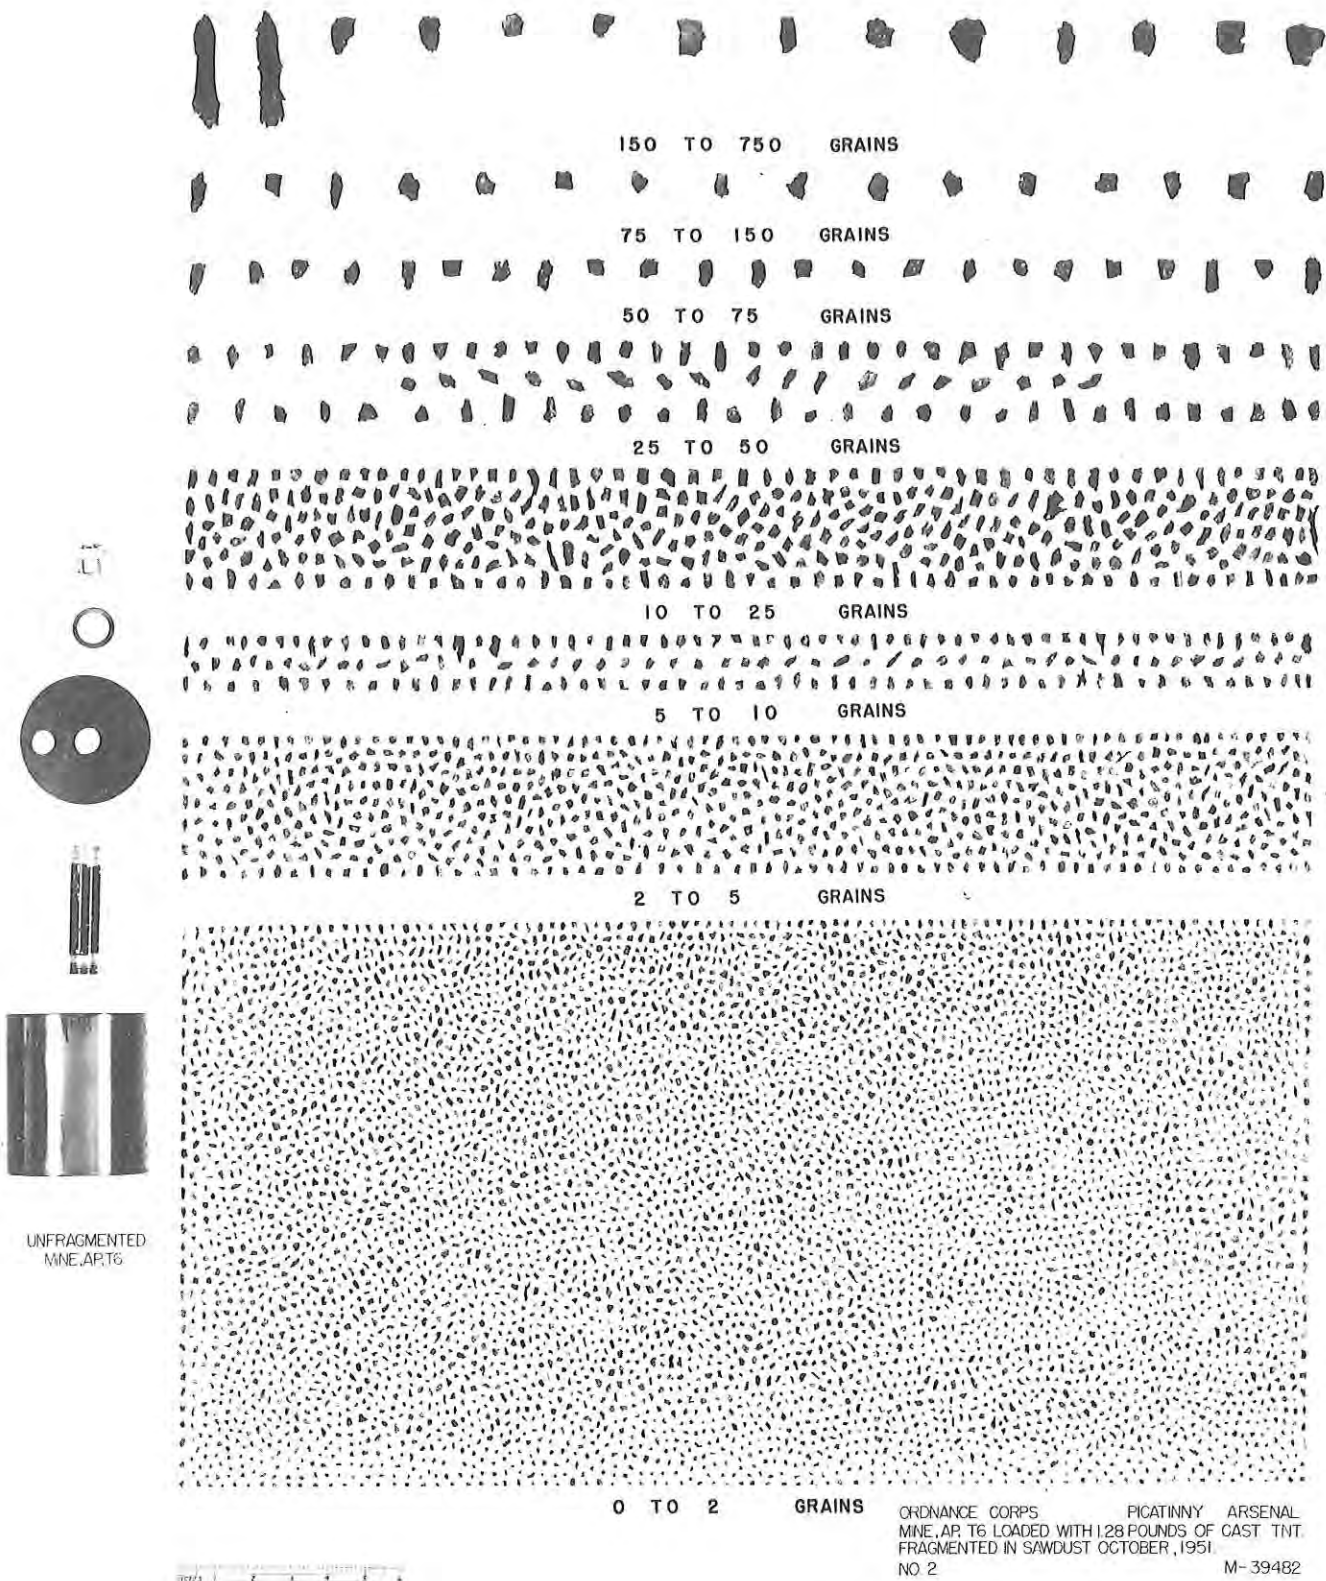 150 TO 750 GRAINS
75 TO 150 GRAINS
50 TO 75 GRAINS
25 TO 50 GRAINS
10 TO 25 GRAINS
5 TO 10 GRAINS
2 TO 5 GRAINS
UNFRAGMENTED
MINE, AP, T6
0 TO 2 GRAINS
ORDNANCE CORPS PICATINNY ARSENAL
MINE, AP, T6 LOADED WITH 1.28 POUNDS OF CAST TNT.
FRAGMENTED IN SAWDUST OCTOBER, 1951.
NO 2 M-39482